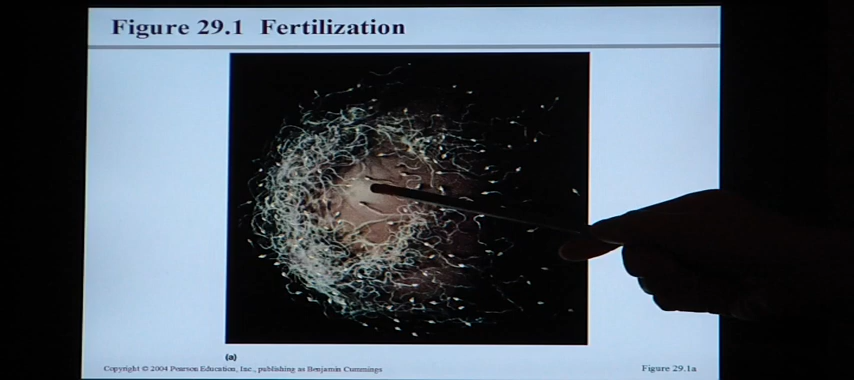 Figure 29.1 Fertilization
(a)
Copyright © 2004 Pearson Education, Inc., publishing as Benjamin Cummings
Figure 29.1a